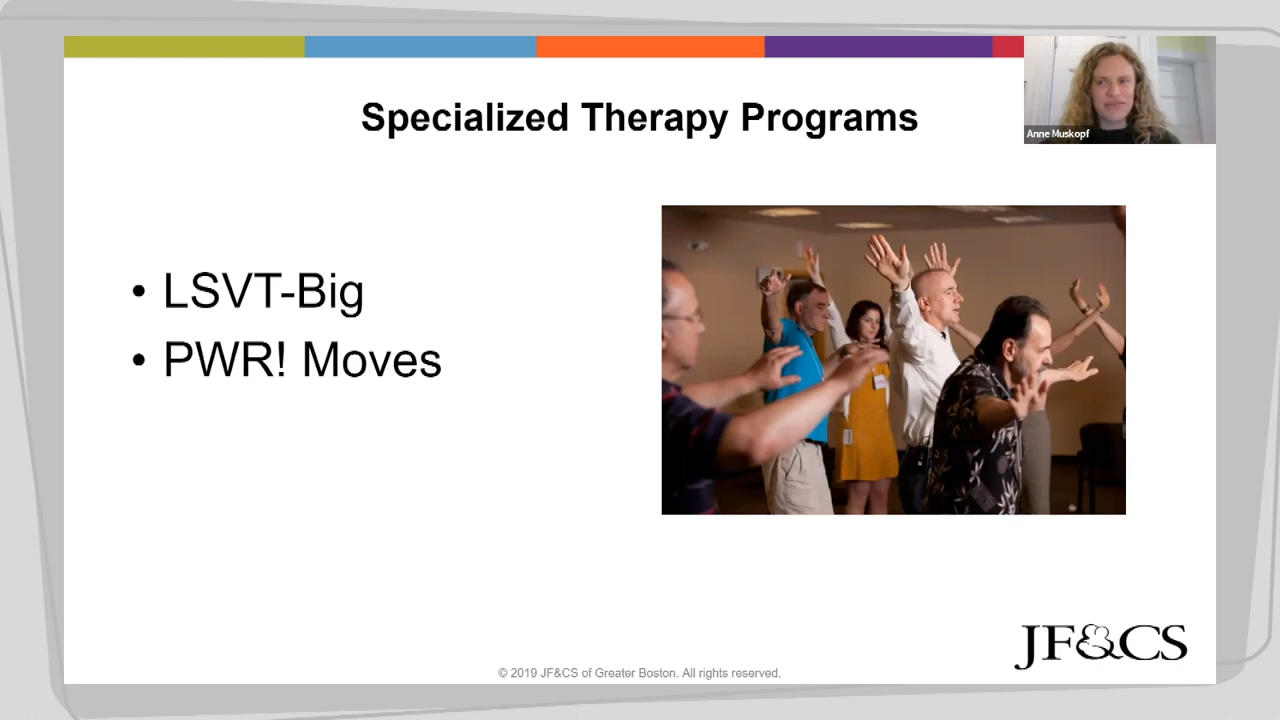 Specialized Therapy Programs
Anne Muskopf
• LSVT-Big
• PWR! Moves
JF&CS
© 2019 JF&CS of Greater Boston. All rights reserved.